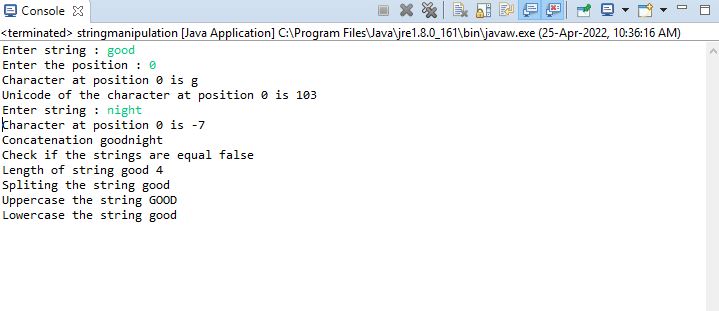 Console
<terminated> stringmanipulation [Java Application] C:\Program Files\Java\jre1.8.0_161\bin\javaw.exe (25-Apr-2022, 10:36:16 AM)
Enter string : good
Enter the position : 0
Character at position 0 is g
Unicode of the character at position 0 is 103
Enter string : night
Character at position 0 is -7
Concatenation goodnight
Check if the strings are equal false
Length of string good 4
Spliting the string good
Uppercase the string GOOD
Lowercase the string good